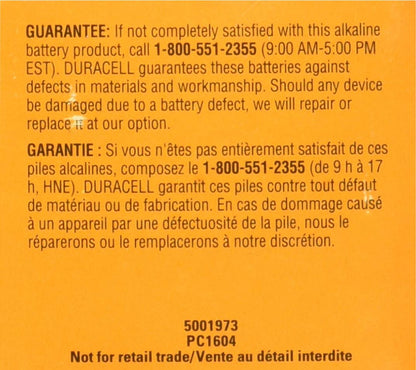 GUARANTEE: If not completely satisfied with this alkaline
battery product, call 1-800-551-2355 (9:00 AM-5:00 PM
EST). DURACELL guarantees these batteries against
defects in materials and workmanship. Should any device
be damaged due to a battery defect, we will repair or
replace it at our option.
GARANTIE : Si vous n'êtes pas entièrement satisfait de ces
piles alcalines, composez le 1-800-551-2355 (de 9 h à 17
h, HNE). DURACELL garantit ces piles contre tout défaut
de matériau ou de fabrication. En cas de dommage causé
à un appareil par une défectuosité de la pile, nous le
réparerons ou le remplacerons à notre discrétion.
5001973
PC1604
Not for retail trade/Vente au détail interdite